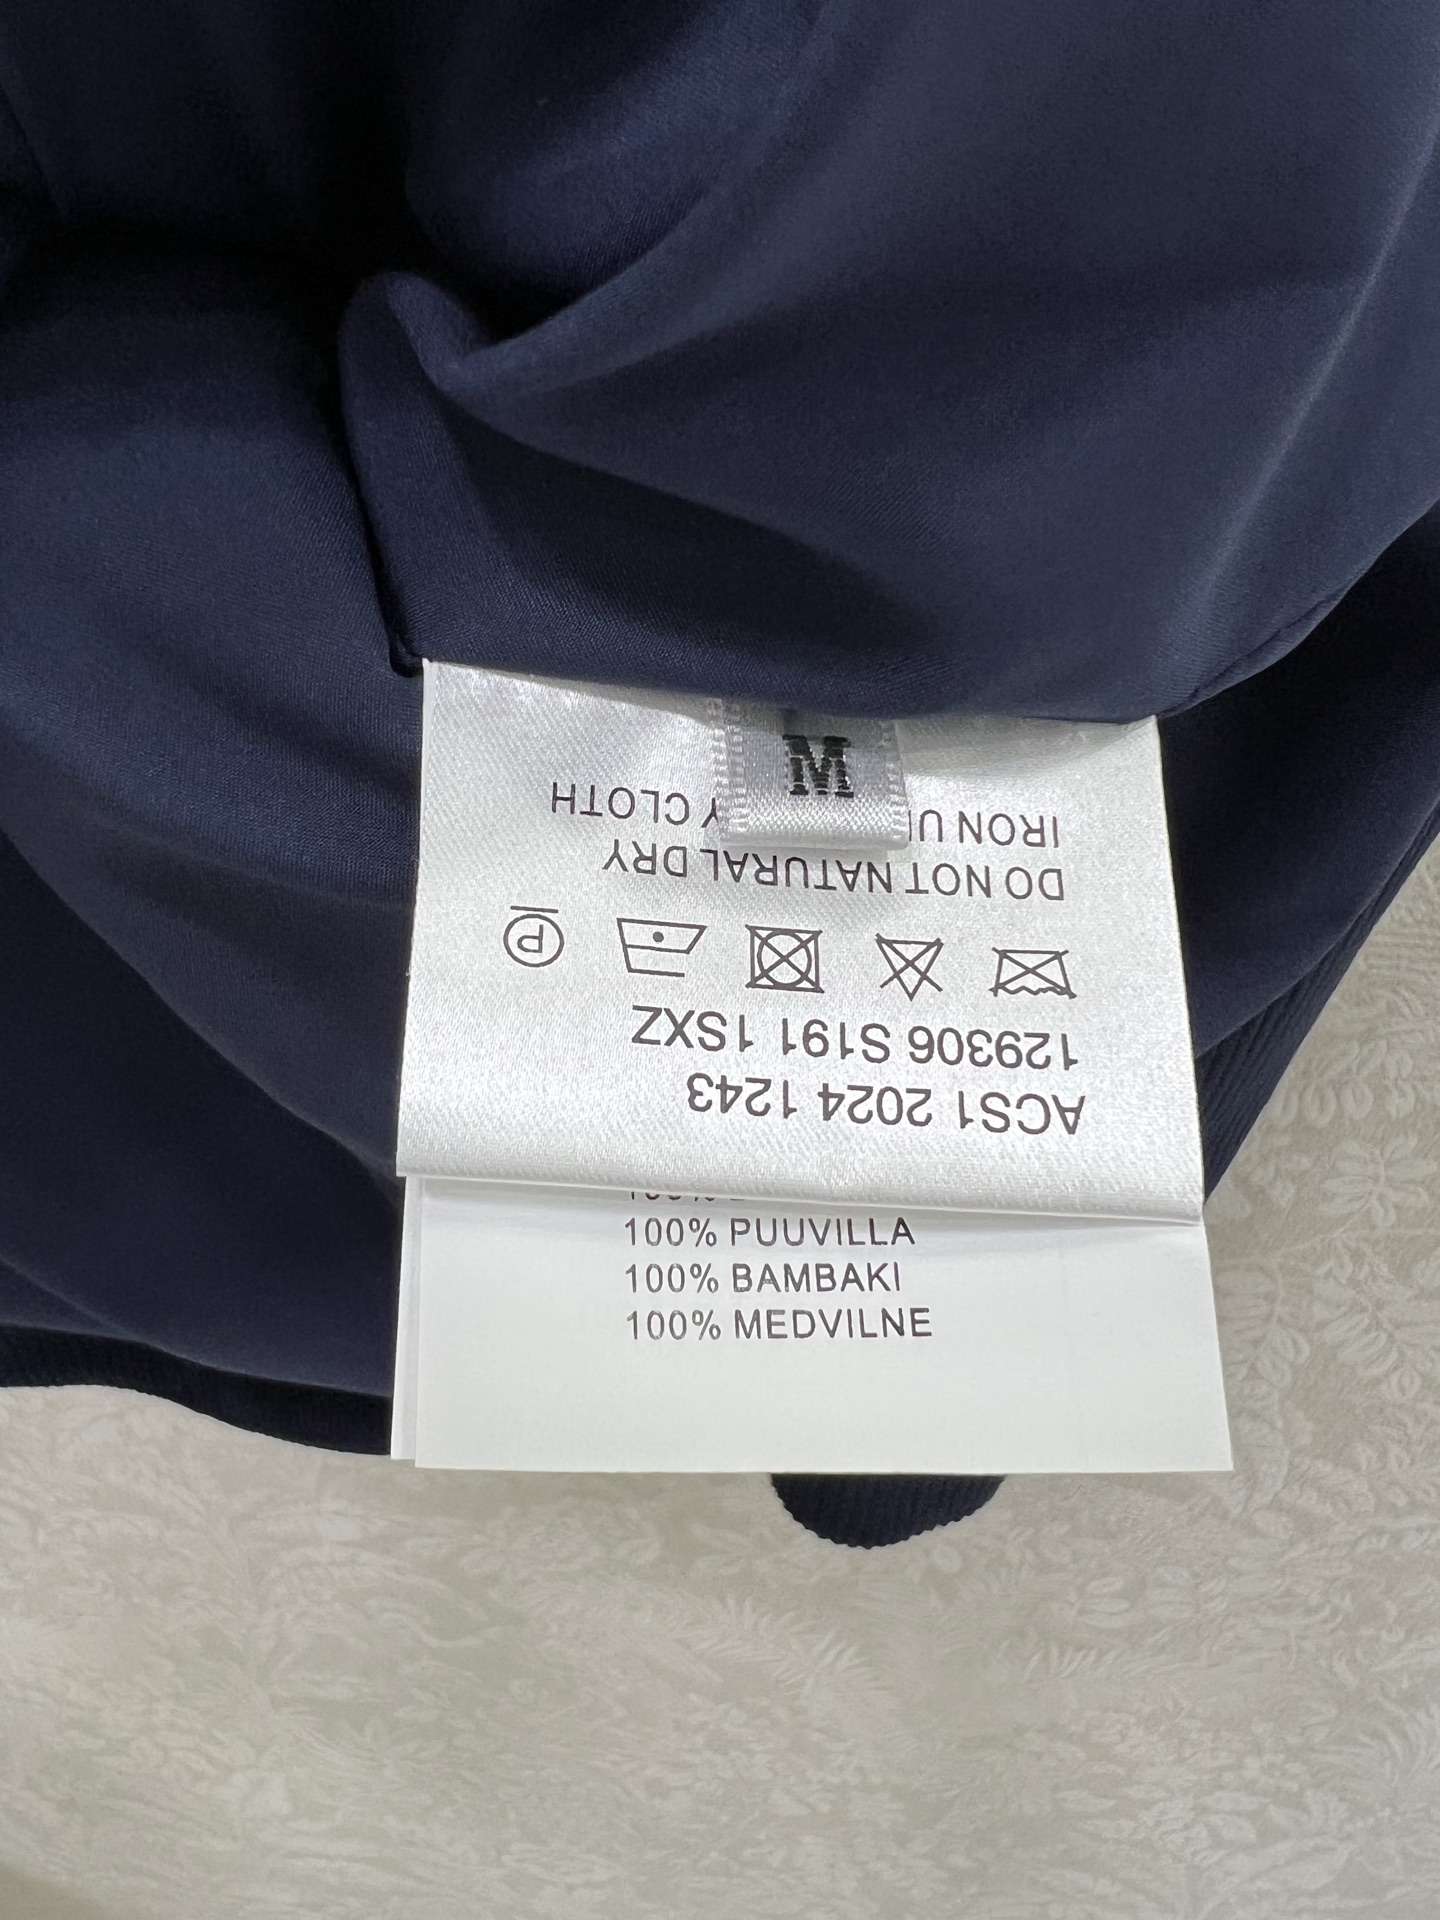 M
ACS1 2024 1243
129306 S191 1SXZ
P
DO NOT NATURAL DRY
IRON CLOTH
100% PUUVILLA
100% BAMBAKI
100% MEDVILNE